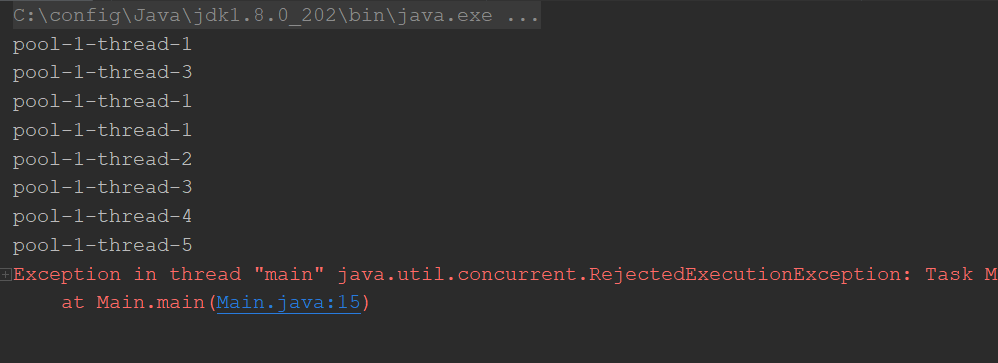 C:\config\Java\jdk1.8.0_202\bin\java.exe ...
pool-1-thread-1
pool-1-thread-3
pool-1-thread-1
pool-1-thread-1
pool-1-thread-2
pool-1-thread-3
pool-1-thread-4
pool-1-thread-5
Exception in thread "main" java.util.concurrent.RejectedExecutionException: Task M
at Main.main(Main.java:15)